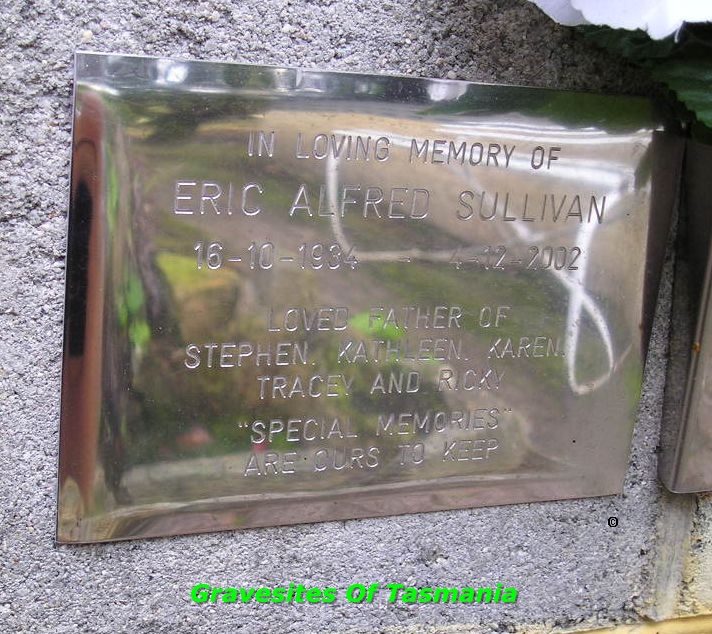 IN LOVING MEMORY OF
ERIC ALFRED SULLIVAN
16-10-1934 - 4-12-2002
LOVED FATHER OF
STEPHEN, KATHLEEN, KAREN,
TRACEY AND RICKY
"SPECIAL MEMORIES"
ARE OURS TO KEEP
©
Gravesites Of Tasmania